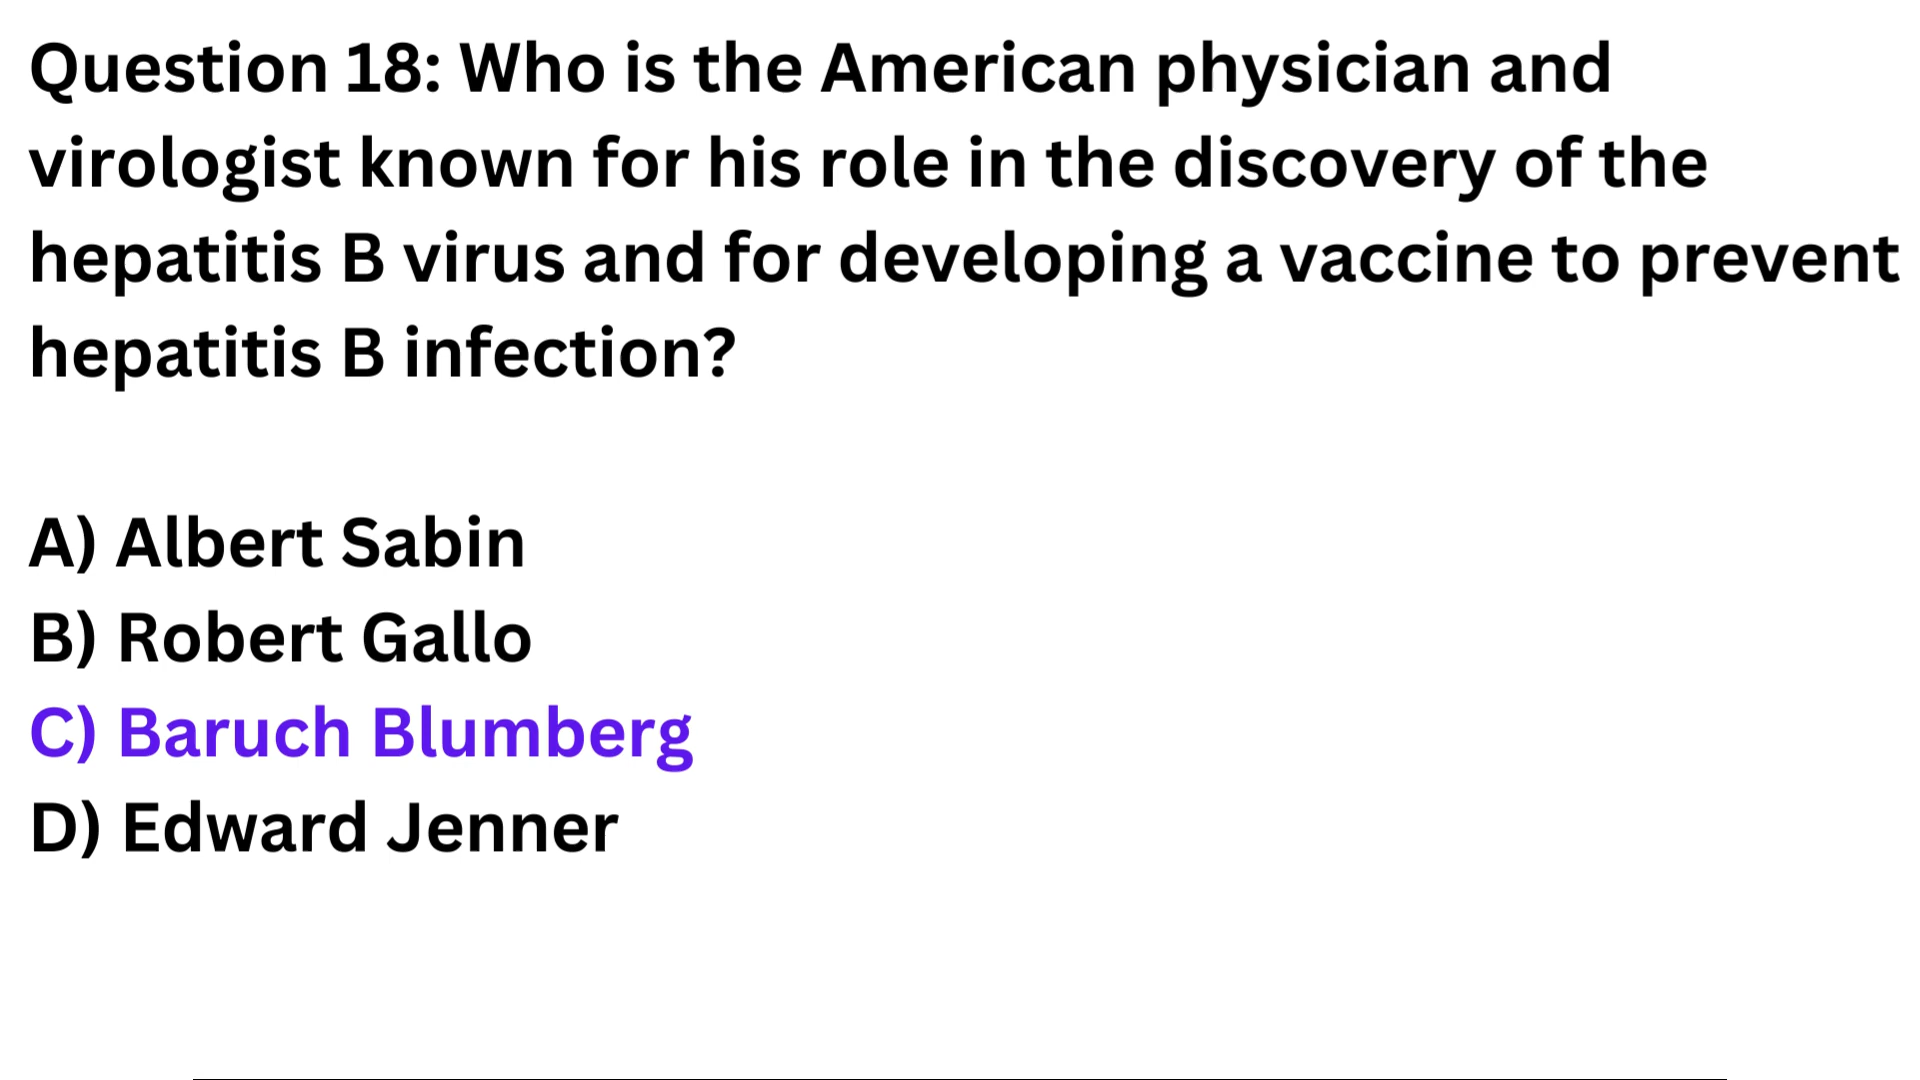 Question 18: Who is the American physician and
virologist known for his role in the discovery of the
hepatitis B virus and for developing a vaccine to prevent
hepatitis B infection?
A) Albert Sabin
B) Robert Gallo
C) Baruch Blumberg
D) Edward Jenner